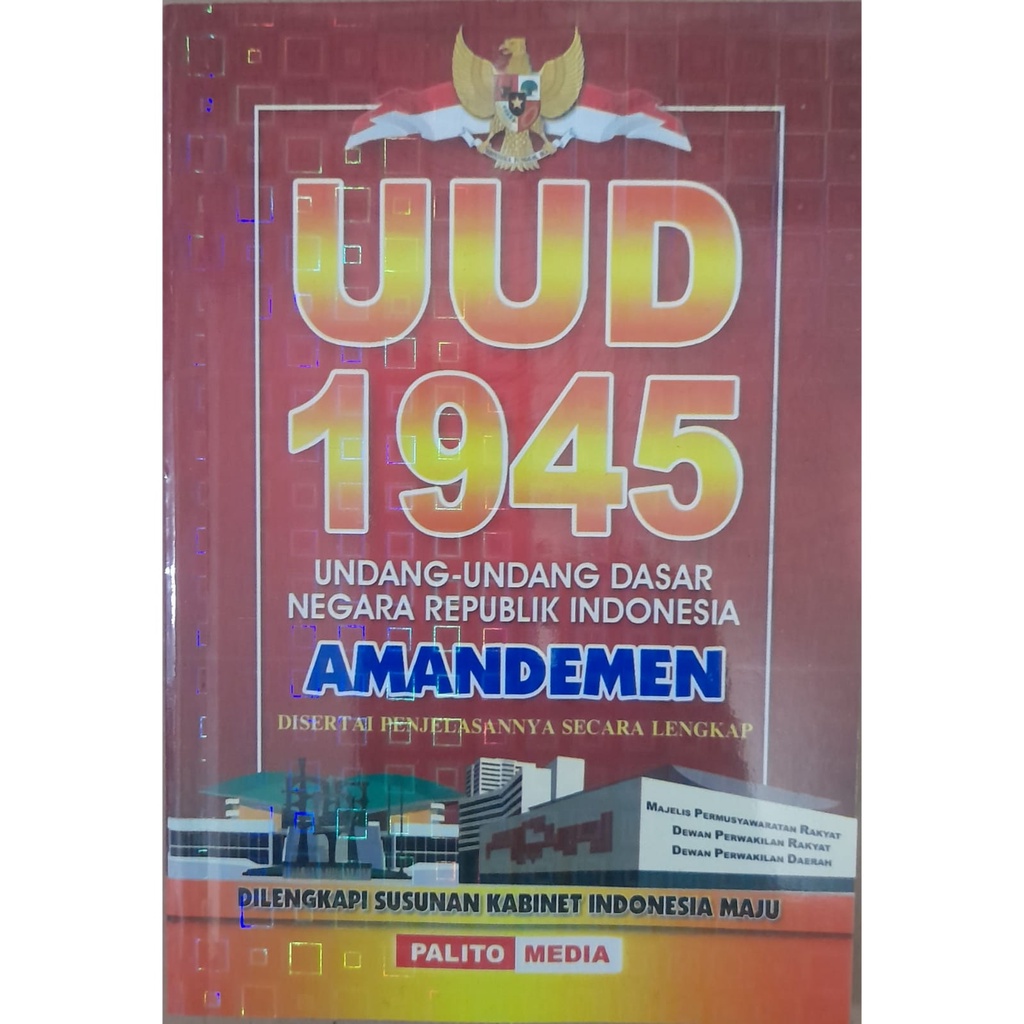 UUD
1945
UNDANG-UNDANG DASAR
NEGARA REPUBLIK INDONESIA
AMANDEMEN
DISERTAI PENJELASANNYA SECARA LENGKAP
MAJELIS PERMUSYAWARATAN RAKYAT
DEWAN PERWAKILAN RAKYAT
DEWAN PERWAKILAN DAERAH
DILENGKAPI SUSUNAN KABINET INDONESIA MAJU
PALITO MEDIA